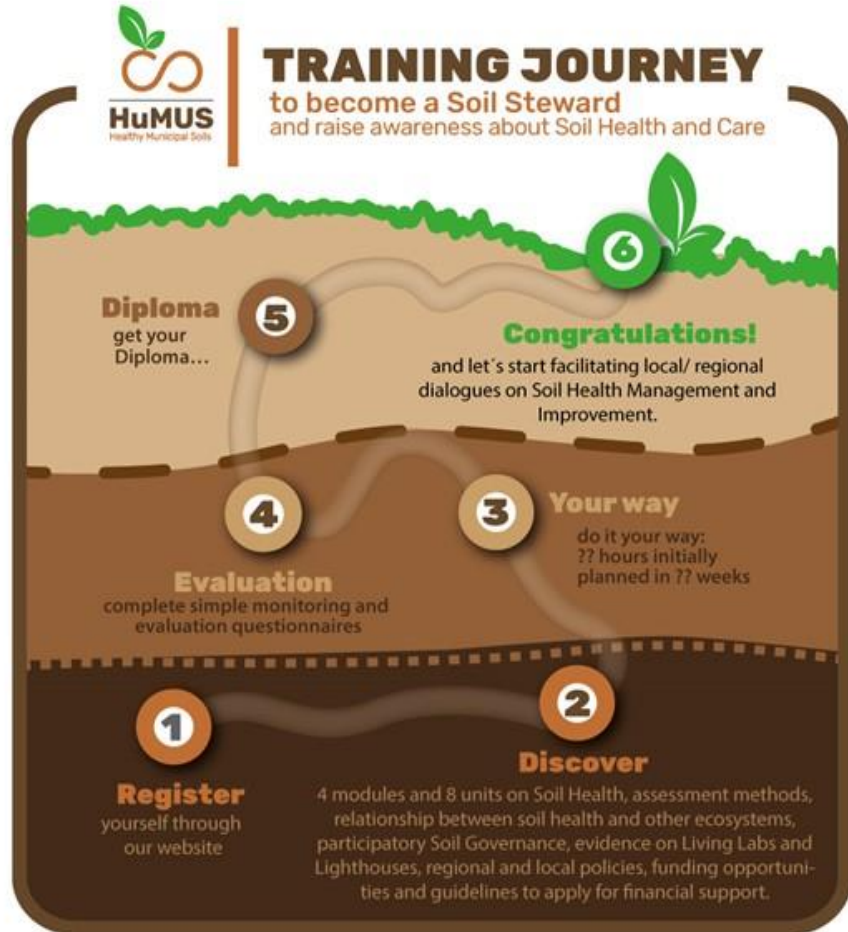 HuMUS
Healthy Municipal Soils
TRAINING JOURNEY
to become a Soil Steward
and raise awareness about Soil Health and Care
6
Congratulations!
and let´s start facilitating local/ regional
dialogues on Soil Health Management and
Improvement.
5
Diploma
get your
Diploma...
4
Evaluation
complete simple monitoring and
evaluation questionnaires
3
Your way
do it your way:
?? hours initially
planned in ?? weeks
1
Register
yourself through
our website
2
Discover
4 modules and 8 units on Soil Health, assessment methods,
relationship between soil health and other ecosystems,
participatory Soil Governance, evidence on Living Labs and
Lighthouses, regional and local policies, funding opportuni-
ties and guidelines to apply for financial support.